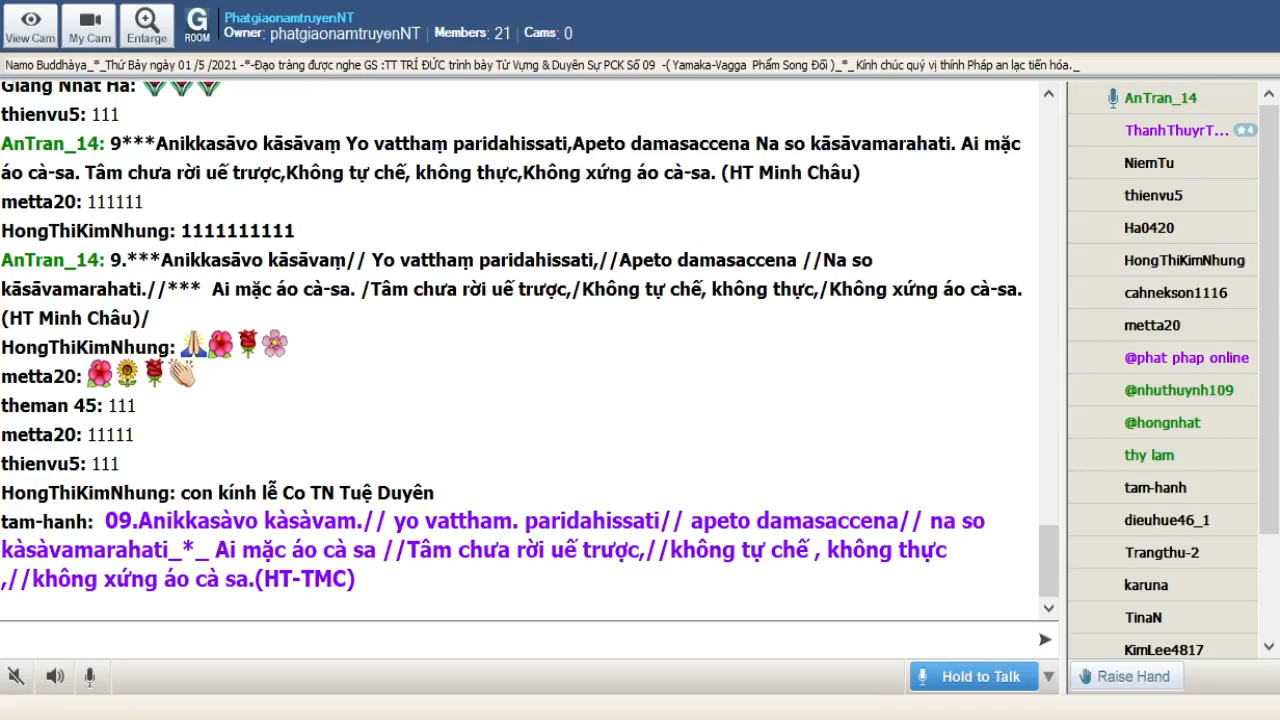 View Cam
My Cam
Enlarge
G
ROOM
PhatgiaonamtruyenNT
Owner: phatgiaonamtruyenNT | Members: 21 | Cams: 0
Namo Buddhàya_*_Thứ Bảy ngày 01 /5 /2021 -*-Đạo tràng được nghe GS :TT TRÍ ĐỨC trình bày Từ Vựng & Duyên Sự PCK Số 09 -( Yamaka-Vagga Phẩm Song Đối )_*_ Kính chúc quý vị thính Pháp an lạc tiến hóa._
Giang Nhat Ha:
thienvu5: 111
AnTran_14: 9***Anikkasāvo kāsāvaṃ Yo vatthaṃ paridahissati,Apeto damasaccena Na so kāsāvamarahati. Ai mặc
áo cà-sa. Tâm chưa rời uế trược,Không tự chế, không thực,Không xứng áo cà-sa. (HT Minh Châu)
metta20: 111111
HongThiKimNhung: 1111111111
AnTran_14: 9.***Anikkasāvo kāsāvaṃ// Yo vatthaṃ paridahissati,//Apeto damasaccena //Na so
kāsāvamarahati.//*** Ai mặc áo cà-sa. /Tâm chưa rời uế trược,/Không tự chế, không thực,/Không xứng áo cà-sa.
(HT Minh Châu)/
HongThiKimNhung:
metta20:
theman 45: 111
metta20: 11111
thienvu5: 111
HongThiKimNhung: con kính lễ Co TN Tuệ Duyên
tam-hanh: 09.Anikkasàvo kàsàvam.// yo vattham. paridahissati// apeto damasaccena// na so
kàsàvamarahati_*_ Ai mặc áo cà sa //Tâm chưa rời uế trược,//không tự chế , không thực
,//không xứng áo cà sa.(HT-TMC)
Hold to Talk
AnTran_14
ThanhThuyrT... 4
NiemTu
thienvu5
Ha0420
HongThiKimNhung
cahnekson1116
metta20
@phat phap online
@nhuthuynh109
@hongnhat
thy lam
tam-hanh
dieuhue46_1
Trangthu-2
karuna
TinaN
KimLee4817
Raise Hand